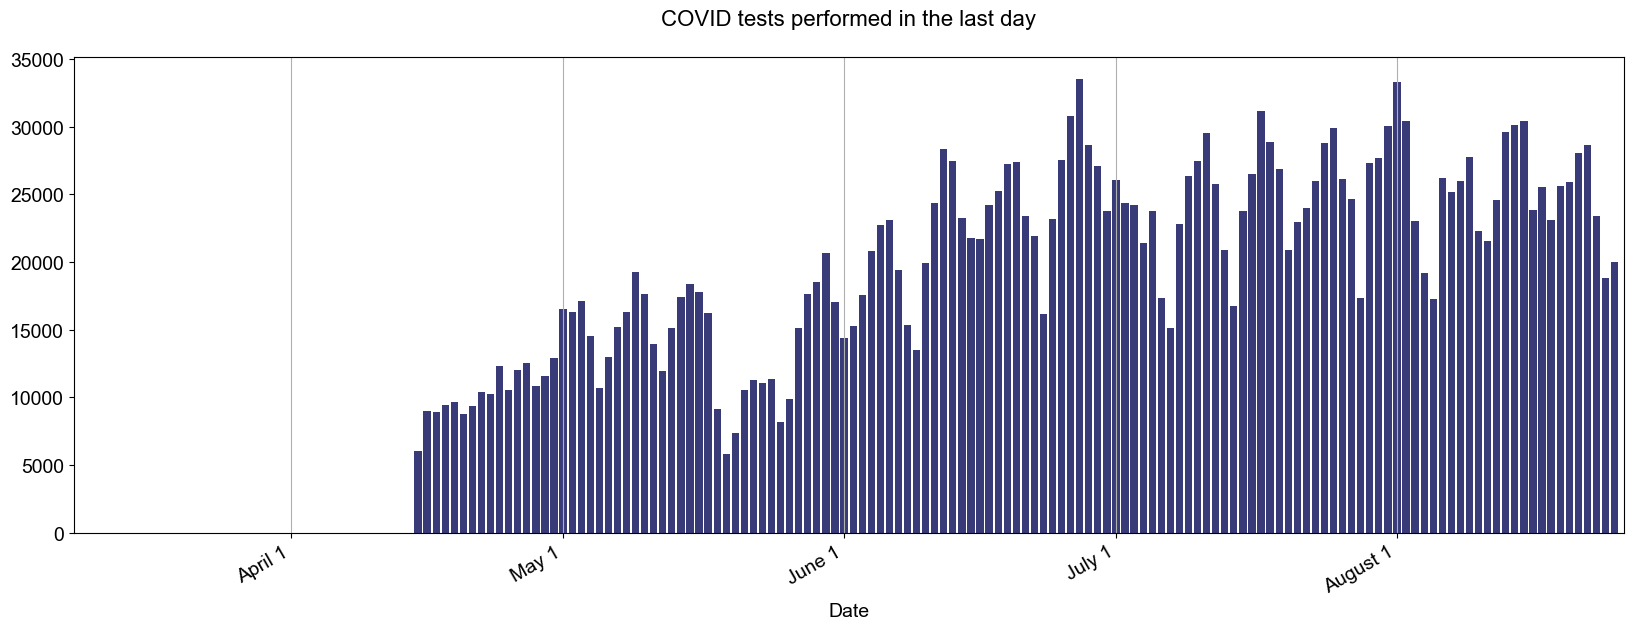 COVID tests performed in the last day
35000
30000
25000
20000
15000
10000
5000
0
April 1
May 1
June 1
July 1
August 1
Date